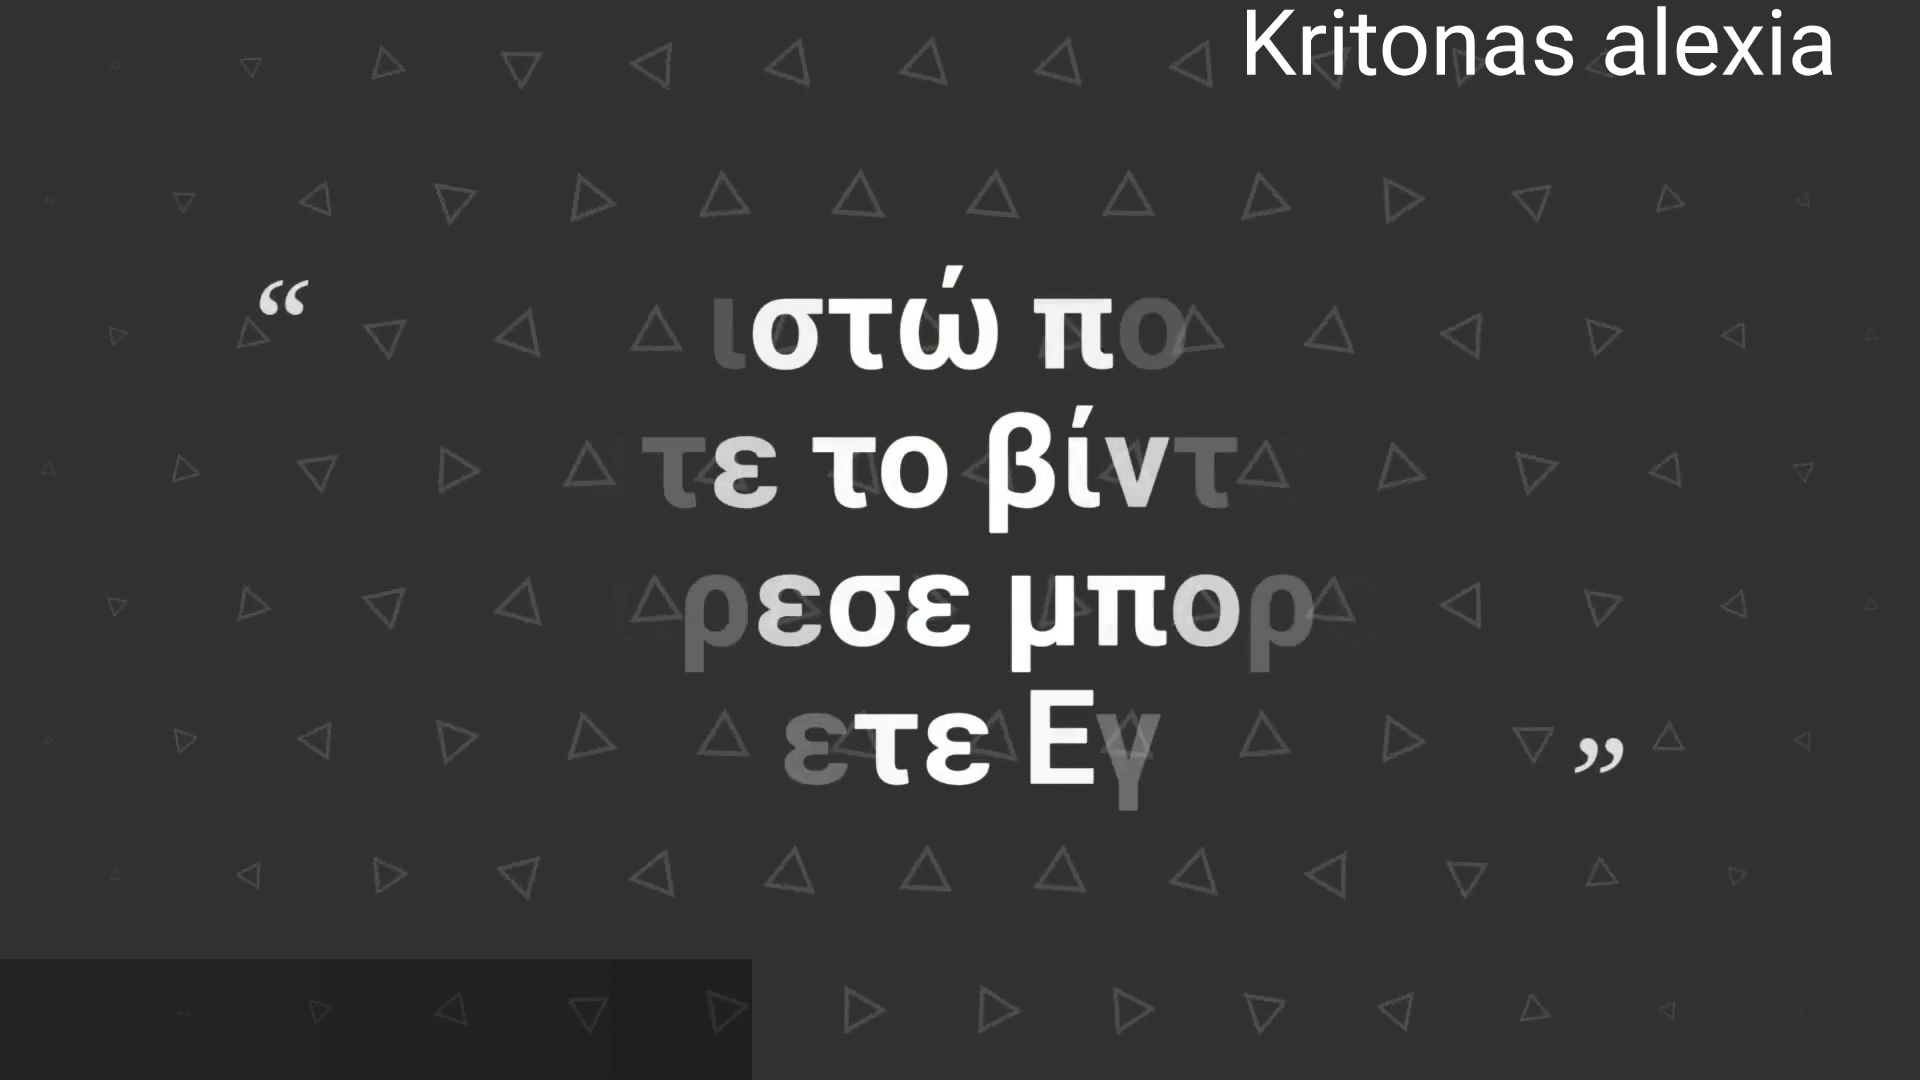 Kritonas alexia
“ ιστώ πο
τε το βίντ
ρεσε μπορ
ετε Εγ ”